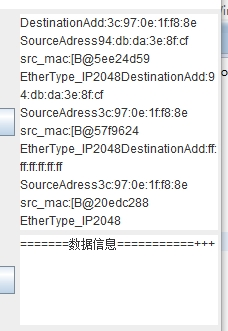 DestinationAdd:3c:97:0e:1f:f8:8e
SourceAdress94:db:da:3e:8f:cf
src_mac:[B@5ee24d59
EtherType_IP2048DestinationAdd:9
4:db:da:3e:8f:cf
SourceAdress3c:97:0e:1f:f8:8e
src_mac:[B@57f9624
EtherType_IP2048DestinationAdd:ff:
ff:ff:ff:ff:ff
SourceAdress3c:97:0e:1f:f8:8e
src_mac:[B@20edc288
EtherType_IP2048
=======数据信息===========+++